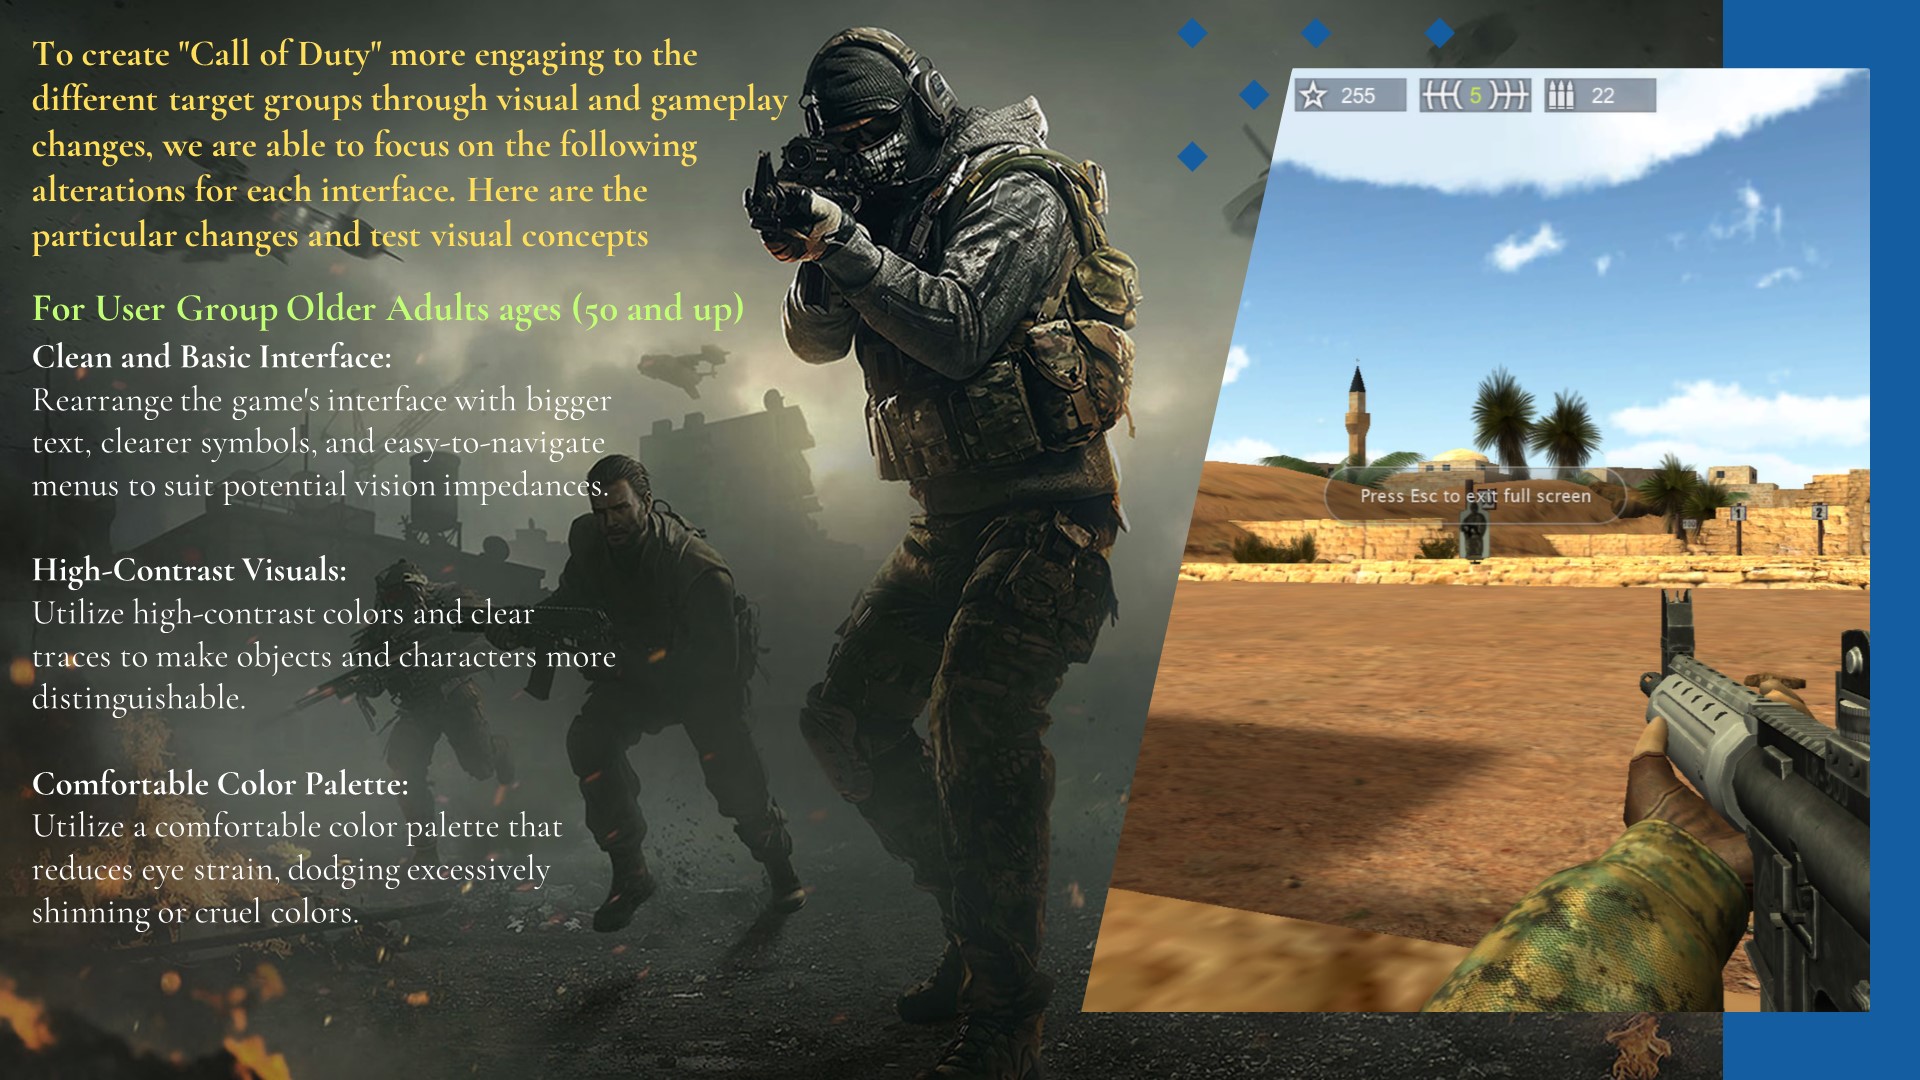 To create "Call of Duty" more engaging to the
different target groups through visual and gameplay
changes, we are able to focus on the following
alterations for each interface. Here are the
particular changes and test visual concepts
For User Group Older Adults ages (50 and up)
Clean and Basic Interface:
Rearrange the game's interface with bigger
text, clearer symbols, and easy-to-navigate
menus to suit potential vision impedances.
High-Contrast Visuals:
Utilize high-contrast colors and clear
traces to make objects and characters more
distinguishable.
Comfortable Color Palette:
Utilize a comfortable color palette that
reduces eye strain, dodging excessively
shinning or cruel colors.
255 5 22
Press Esc to exit full screen
1 2